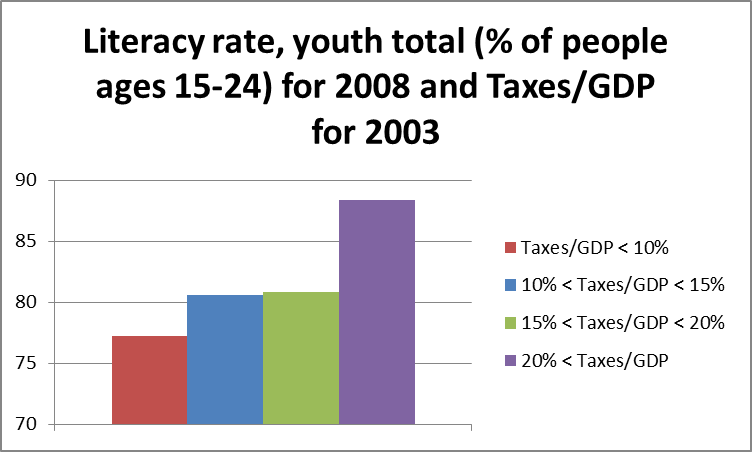 Literacy rate, youth total (% of people
ages 15-24) for 2008 and Taxes/GDP
for 2003
90
85
80
75
70
Taxes/GDP < 10%
10% < Taxes/GDP < 15%
15% < Taxes/GDP < 20%
20% < Taxes/GDP